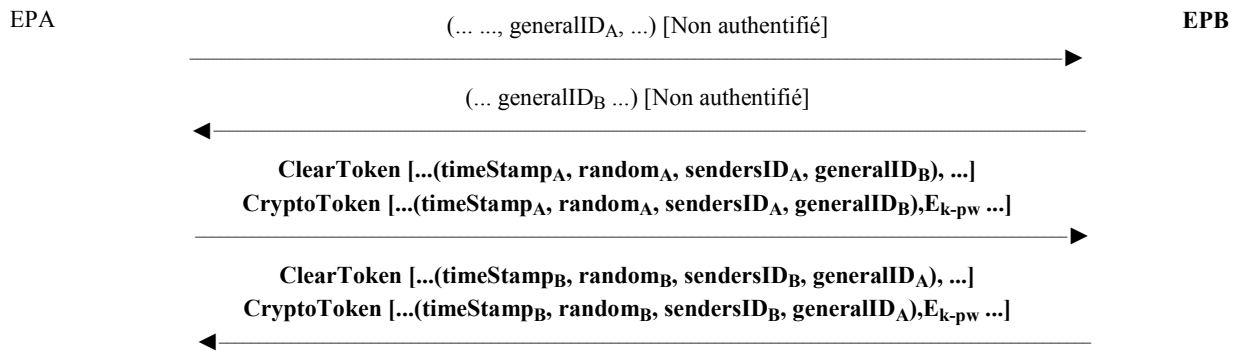 EPA (... ..., generalIDA, ...) [Non authentifié] EPB
(... generalIDB ...) [Non authentifié]
ClearToken [...(timeStampA, randomA, sendersIDA, generalIDB), ...]
CryptoToken [...(timeStampA, randomA, sendersIDA, generalIDB),Ek-pw ...]
ClearToken [...(timeStampB, randomB, sendersIDB, generalIDA), ...]
CryptoToken [...(timeStampB, randomB, sendersIDB, generalIDA),Ek-pw ...]